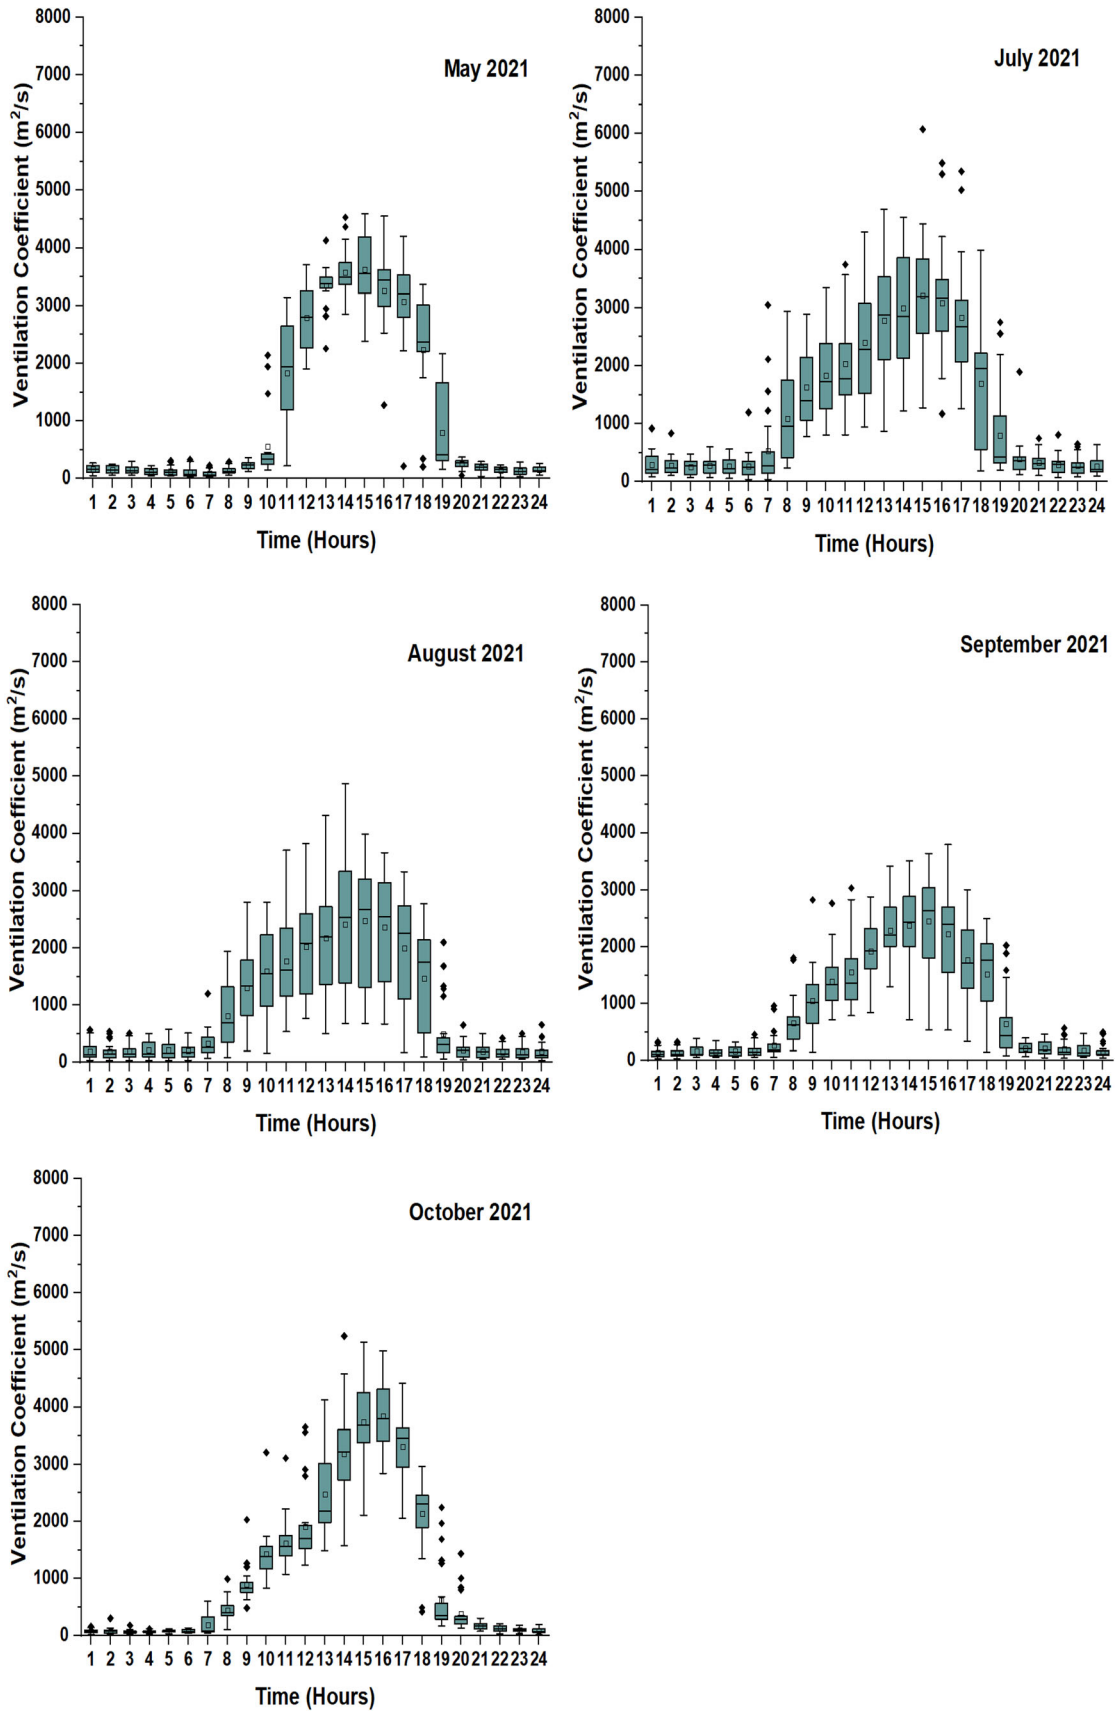 8000
7000
6000
5000
4000
3000
2000
1000
0
Ventilation Coefficient (m²/s)
May 2021
1 2 3 4 5 6 7 8 9 10 11 12 13 14 15 16 17 18 19 20 21 22 23 24
Time (Hours)
8000
7000
6000
5000
4000
3000
2000
1000
0
Ventilation Coefficient (m²/s)
July 2021
1 2 3 4 5 6 7 8 9 10 11 12 13 14 15 16 17 18 19 20 21 22 23 24
Time (Hours)
8000
7000
6000
5000
4000
3000
2000
1000
0
Ventilation Coefficient (m²/s)
August 2021
1 2 3 4 5 6 7 8 9 10 11 12 13 14 15 16 17 18 19 20 21 22 23 24
Time (Hours)
8000
7000
6000
5000
4000
3000
2000
1000
0
Ventilation Coefficient (m²/s)
September 2021
1 2 3 4 5 6 7 8 9 10 11 12 13 14 15 16 17 18 19 20 21 22 23 24
Time (Hours)
8000
7000
6000
5000
4000
3000
2000
1000
0
Ventilation Coefficient (m²/s)
October 2021
1 2 3 4 5 6 7 8 9 10 11 12 13 14 15 16 17 18 19 20 21 22 23 24
Time (Hours)